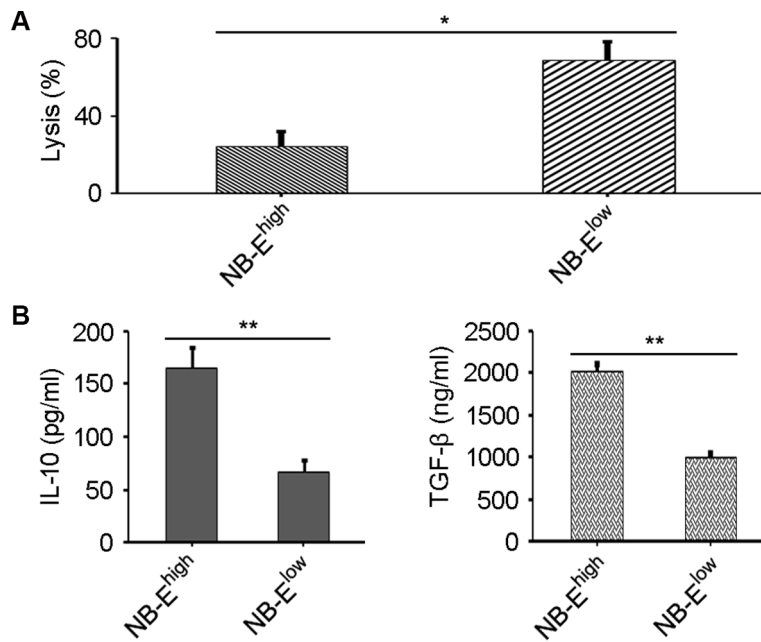 A
*
80
40
0
Lysis (%)
NB-E^high
NB-E^low
B
**
200
150
100
50
0
IL-10 (pg/ml)
NB-E^high
NB-E^low
**
2500
2000
1500
1000
500
0
TGF-β (ng/ml)
NB-E^high
NB-E^low